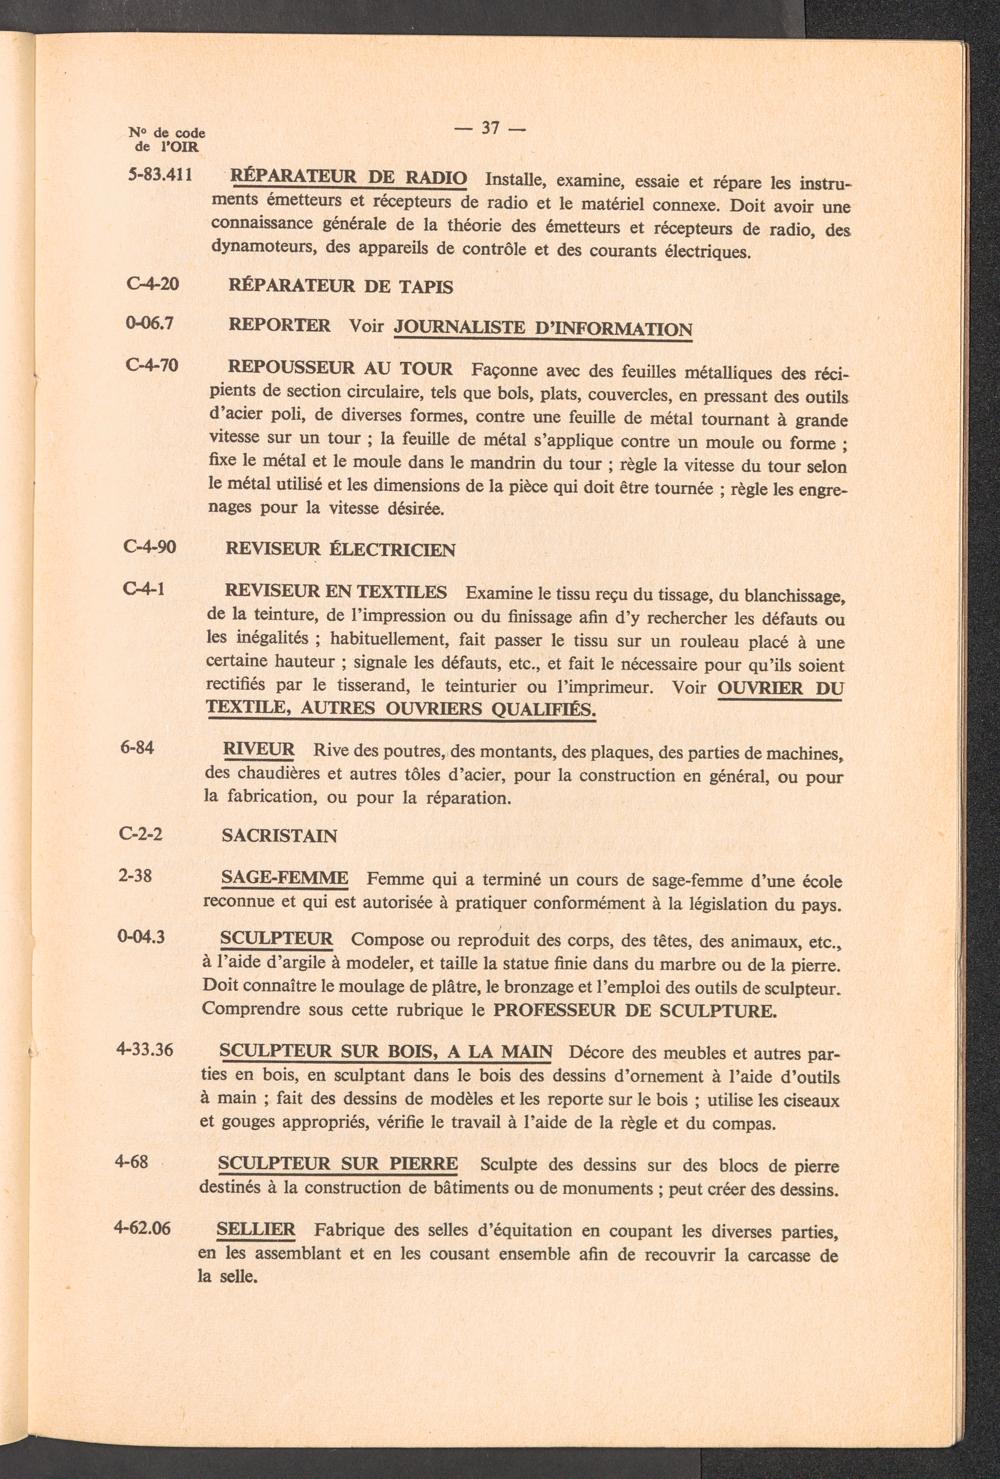 — 37 —
Nº de code
de l'OIR
5-83.411 RÉPARATEUR DE RADIO Installe, examine, essaie et répare les instru-
ments émetteurs et récepteurs de radio et le matériel connexe. Doit avoir une
connaissance générale de la théorie des émetteurs et récepteurs de radio, des
dynamoteurs, des appareils de contrôle et des courants électriques.
C-4-20 RÉPARATEUR DE TAPIS
0-06.7 REPORTER Voir JOURNALISTE D'INFORMATION
C-4-70 REPOUSSEUR AU TOUR Façonne avec des feuilles métalliques des réci-
pients de section circulaire, tels que bols, plats, couvercles, en pressant des outils
d'acier poli, de diverses formes, contre une feuille de métal tournant à grande
vitesse sur un tour ; la feuille de métal s'applique contre un moule ou forme ;
fixe le métal et le moule dans le mandrin du tour ; règle la vitesse du tour selon
le métal utilisé et les dimensions de la pièce qui doit être tournée ; règle les engre-
nages pour la vitesse désirée.
C-4-90 REVISEUR ÉLECTRICIEN
C-4-1 REVISEUR EN TEXTILES Examine le tissu reçu du tissage, du blanchissage,
de la teinture, de l'impression ou du finissage afin d'y rechercher les défauts ou
les inégalités ; habituellement, fait passer le tissu sur un rouleau placé à une
certaine hauteur ; signale les défauts, etc., et fait le nécessaire pour qu'ils soient
rectifiés par le tisserand, le teinturier ou l'imprimeur. Voir OUVRIER DU
TEXTILE, AUTRES OUVRIERS QUALIFIÉS.
6-84 RIVEUR Rive des poutres, des montants, des plaques, des parties de machines,
des chaudières et autres tôles d'acier, pour la construction en général, ou pour
la fabrication, ou pour la réparation.
C-2-2 SACRISTAIN
2-38 SAGE-FEMME Femme qui a terminé un cours de sage-femme d'une école
reconnue et qui est autorisée à pratiquer conformément à la législation du pays.
0-04.3 SCULPTEUR Compose ou reproduit des corps, des têtes, des animaux, etc.,
à l'aide d'argile à modeler, et taille la statue finie dans du marbre ou de la pierre.
Doit connaître le moulage de plâtre, le bronzage et l'emploi des outils de sculpteur.
Comprendre sous cette rubrique le PROFESSEUR DE SCULPTURE.
4-33.36 SCULPTEUR SUR BOIS, A LA MAIN Décore des meubles et autres par-
ties en bois, en sculptant dans le bois des dessins d'ornement à l'aide d'outils
à main ; fait des dessins de modèles et les reporte sur le bois ; utilise les ciseaux
et gouges appropriés, vérifie le travail à l'aide de la règle et du compas.
4-68 SCULPTEUR SUR PIERRE Sculpte des dessins sur des blocs de pierre
destinés à la construction de bâtiments ou de monuments ; peut créer des dessins.
4-62.06 SELLIER Fabrique des selles d'équitation en coupant les diverses parties,
en les assemblant et en les cousant ensemble afin de recouvrir la carcasse de
la selle.